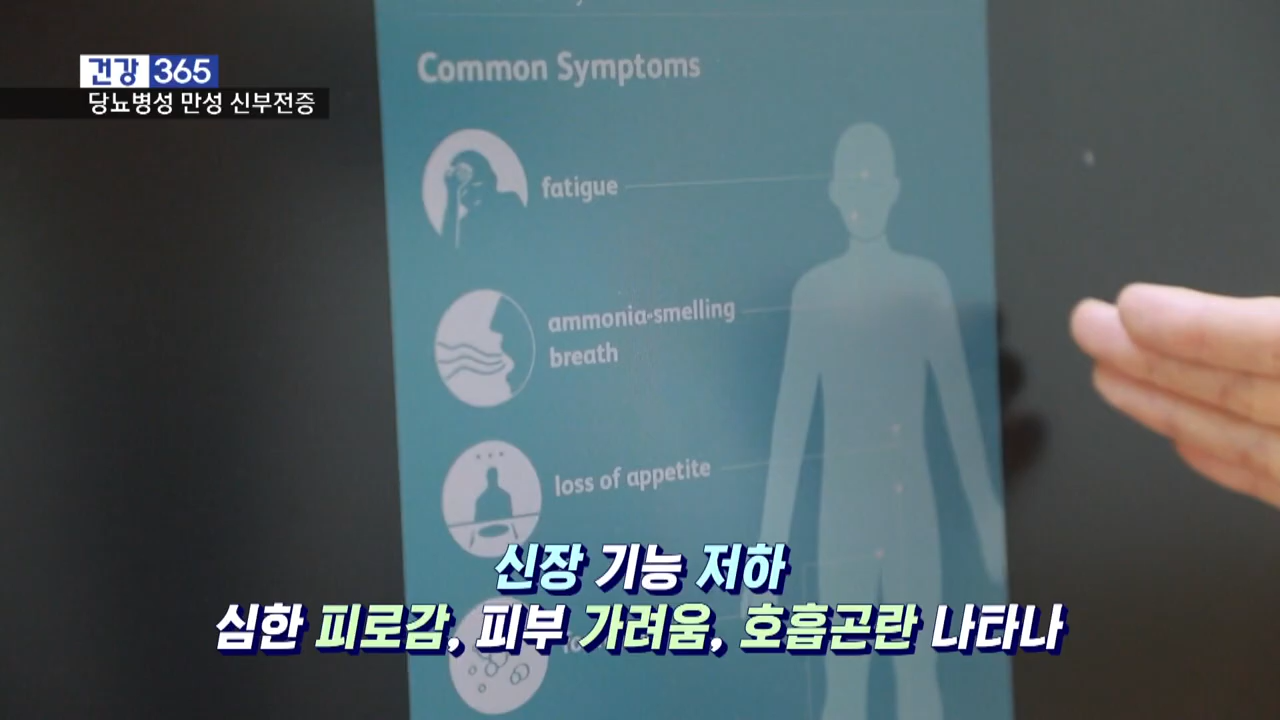 건강 365
당뇨병성 만성 신부전증
Common Symptoms
fatigue
ammonia-smelling
breath
loss of appetite
신장 기능 저하
심한 피로감, 피부 가려움, 호흡곤란 나타나